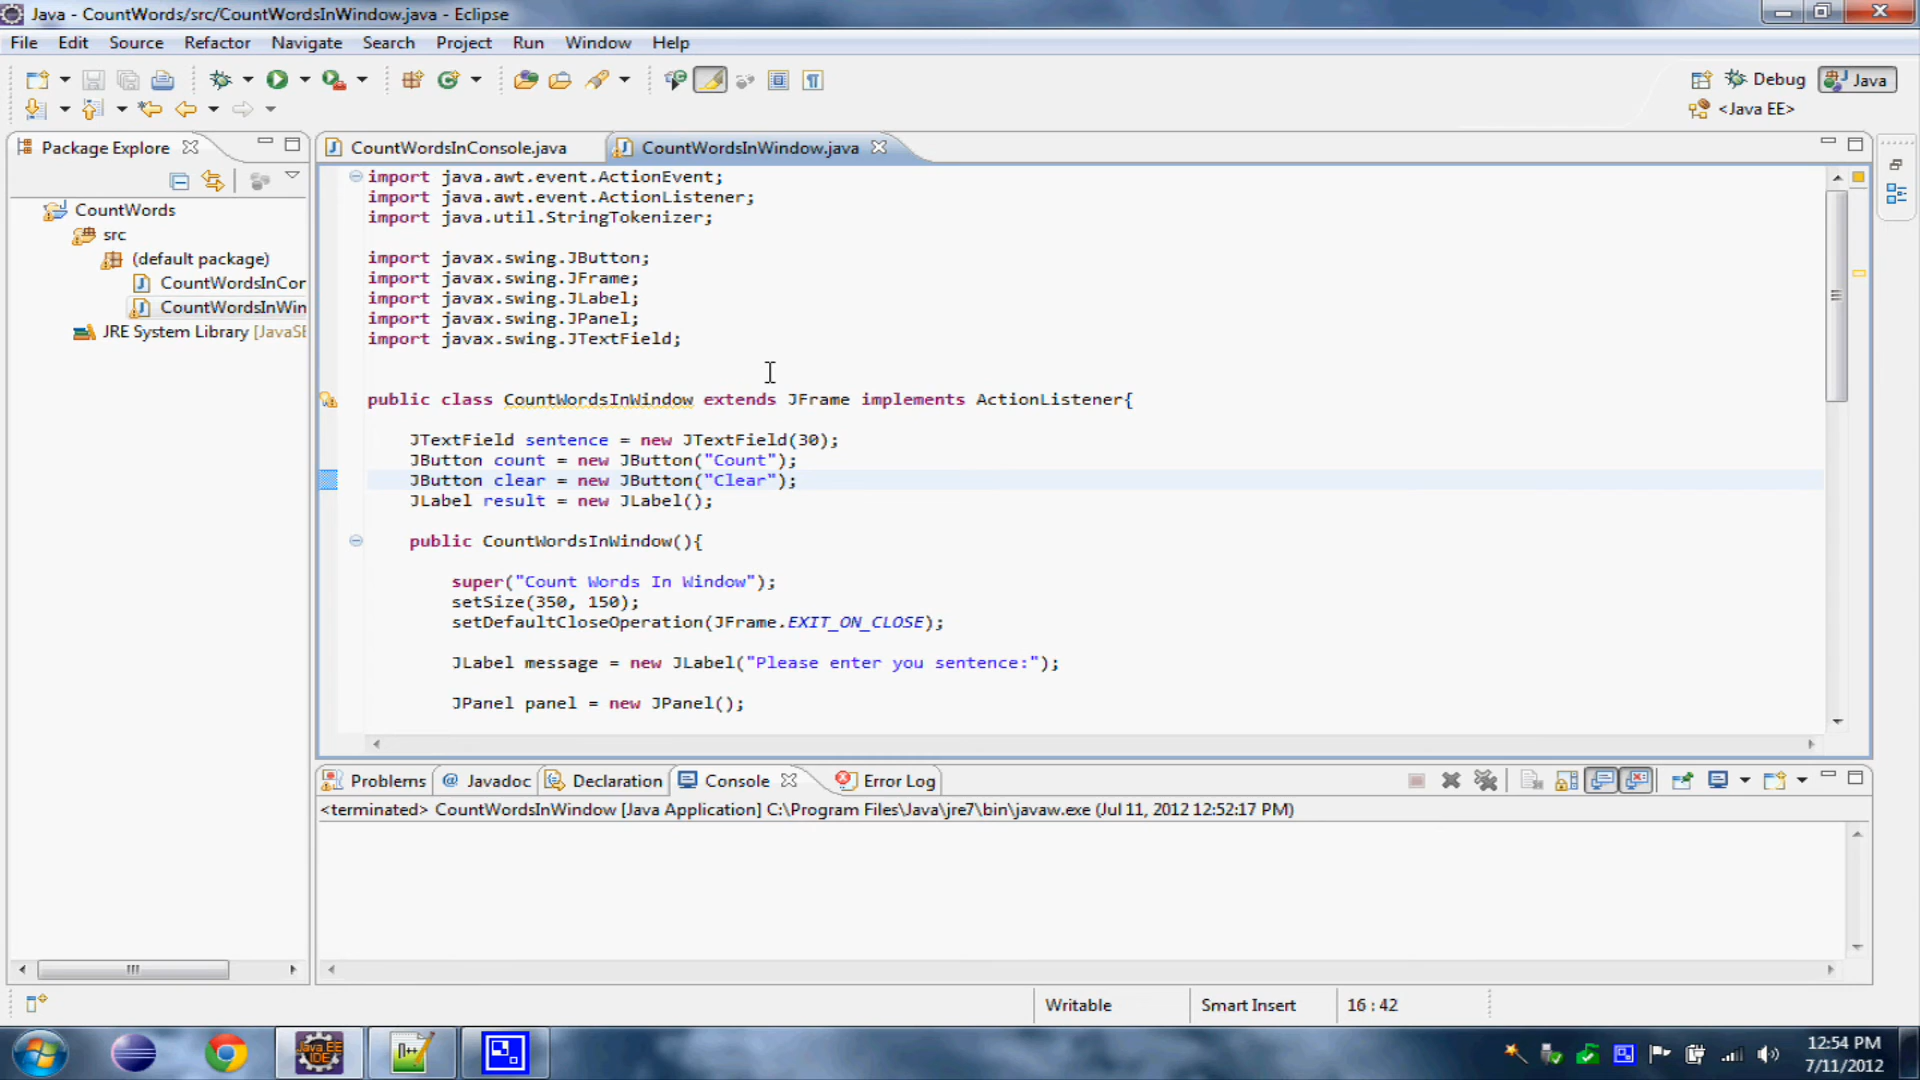 Java - CountWords/src/CountWordsInWindow.java - Eclipse
File Edit Source Refactor Navigate Search Project Run Window Help
Debug Java
<Java EE>
Package Explore
CountWordsInConsole.java CountWordsInWindow.java
CountWords
src
(default package)
CountWordsInCor
CountWordsInWin
JRE System Library [JavaSE
import java.awt.event.ActionEvent;
import java.awt.event.ActionListener;
import java.util.StringTokenizer;
import javax.swing.JButton;
import javax.swing.JFrame;
import javax.swing.JLabel;
import javax.swing.JPanel;
import javax.swing.JTextField;
public class CountWordsInWindow extends JFrame implements ActionListener{
JTextField sentence = new JTextField(30);
JButton count = new JButton("Count");
JButton clear = new JButton("Clear");
JLabel result = new JLabel();
public CountWordsInWindow(){
super("Count Words In Window");
setSize(350, 150);
setDefaultCloseOperation(JFrame.EXIT_ON_CLOSE);
JLabel message = new JLabel("Please enter you sentence:");
JPanel panel = new JPanel();
Problems @ Javadoc Declaration Console Error Log
<terminated> CountWordsInWindow [Java Application] C:\Program Files\Java\jre7\bin\javaw.exe (Jul 11, 2012 12:52:17 PM)
Writable Smart Insert 16 : 42
Java EE
IDE
12:54 PM
7/11/2012